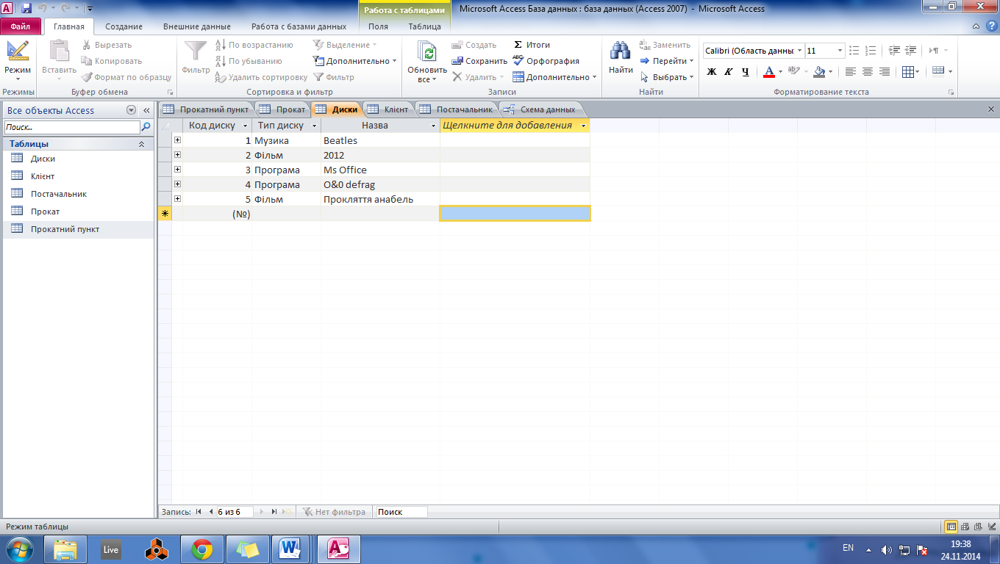 Работа с таблицами
Microsoft Access База данных : база данных (Access 2007) - Microsoft Access
Файл Главная Создание Внешние данные Работа с базами данных Поля Таблица
Режим
Режимы
Вставить
Вырезать
Копировать
Формат по образцу
Буфер обмена
Фильтр
По возрастанию
По убыванию
Удалить сортировку
Выделение
Дополнительно
Фильтр
Сортировка и фильтр
Обновить
все
Создать
Сохранить
Удалить
Итоги
Орфография
Дополнительно
Записи
Найти
Заменить
Перейти
Выбрать
Найти
Calibri (Область данны 11
Ж К Ч А
Форматирование текста
Все объекты Access
Поиск...
Таблицы
Диски
Клієнт
Постачальник
Прокат
Прокатний пункт
Прокатний пункт Прокат Диски Клієнт Постачальник Схема данных
Код диску Тип диску Назва Щелкните для добавления
1 Музика Beatles
2 Фільм 2012
3 Програма Ms Office
4 Програма O&0 defrag
5 Фільм Прокляття анабель
(№)
Запись: 6 из 6 Нет фильтра Поиск
Режим таблицы
Live
EN
19:38
24.11.2014